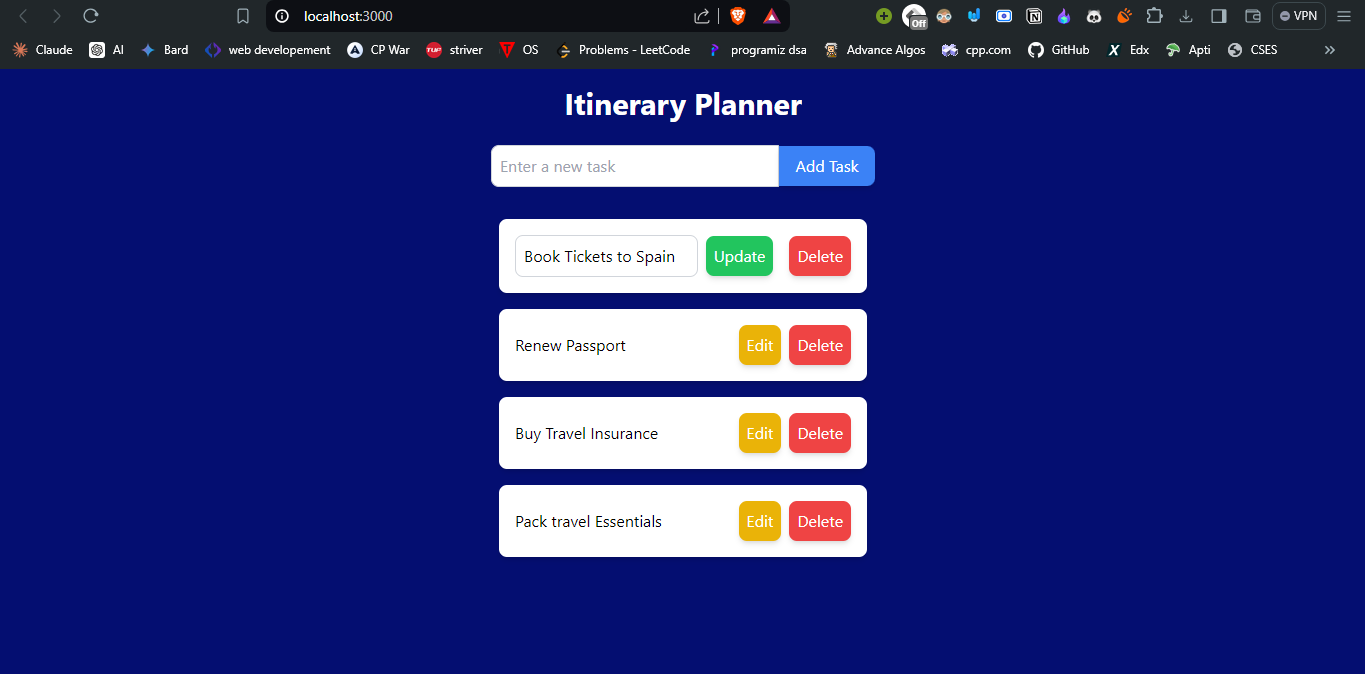 localhost:3000
Off
VPN
Claude AI Bard web developement CP War TUF striver OS Problems - LeetCode programiz dsa Advance Algos cpp.com GitHub X Edx Apti CSES »
Itinerary Planner
Enter a new task Add Task
Book Tickets to Spain Update Delete
Renew Passport Edit Delete
Buy Travel Insurance Edit Delete
Pack travel Essentials Edit Delete